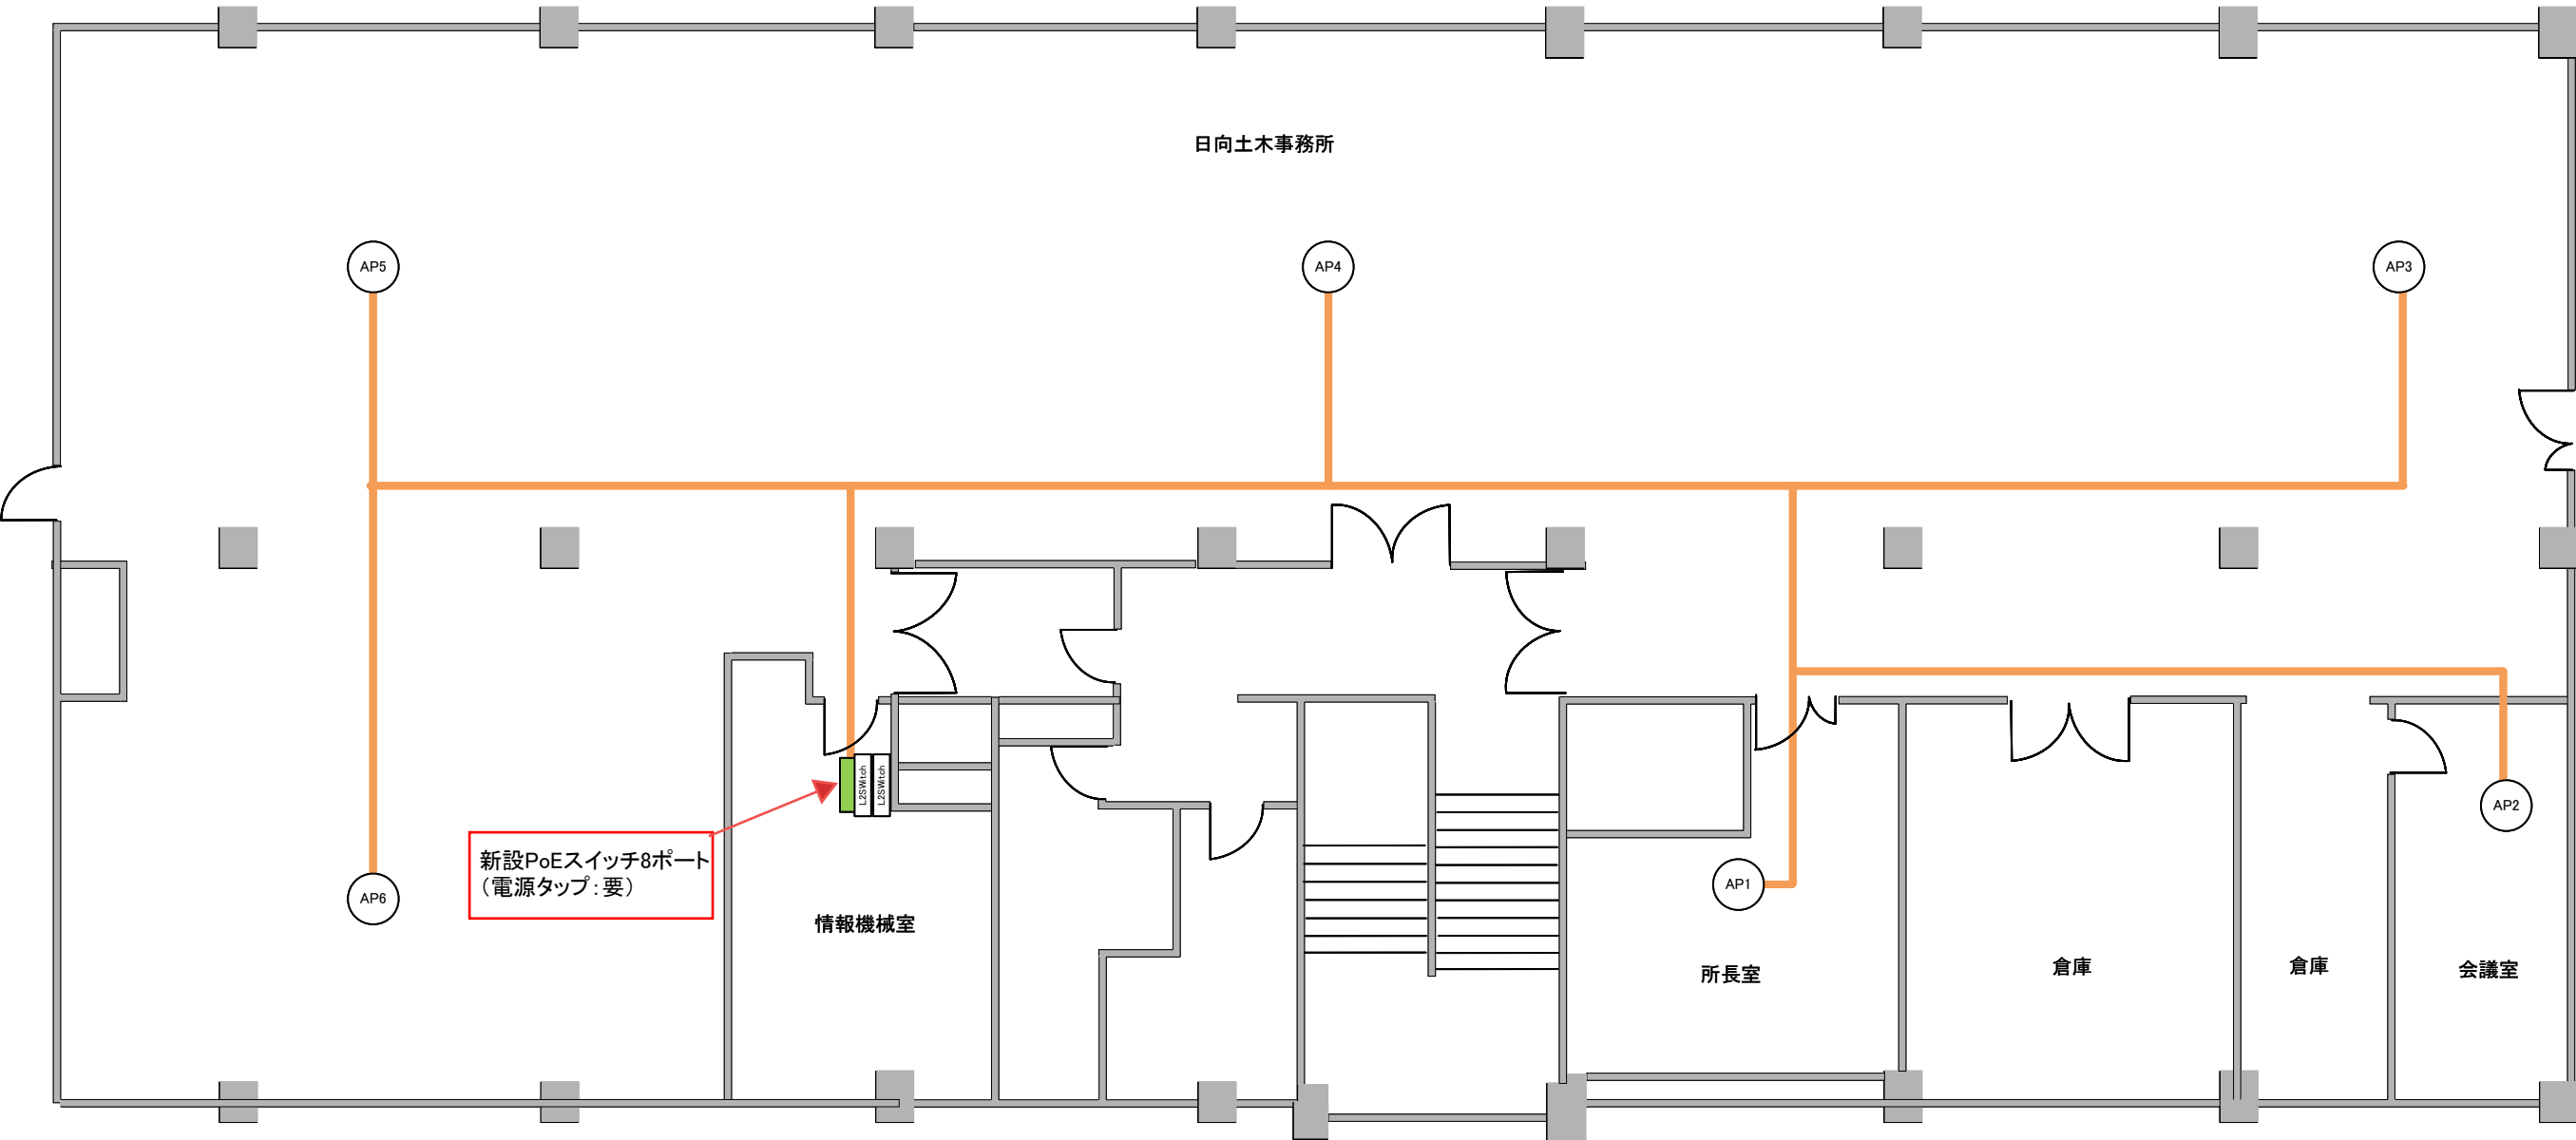 日向土木事務所
AP5
AP4
AP3
L2SWitch
L2SWitch
AP2
新設PoEスイッチ8ポート
（電源タップ：要）
AP1
AP6
情報機械室
所長室
倉庫
倉庫
会議室